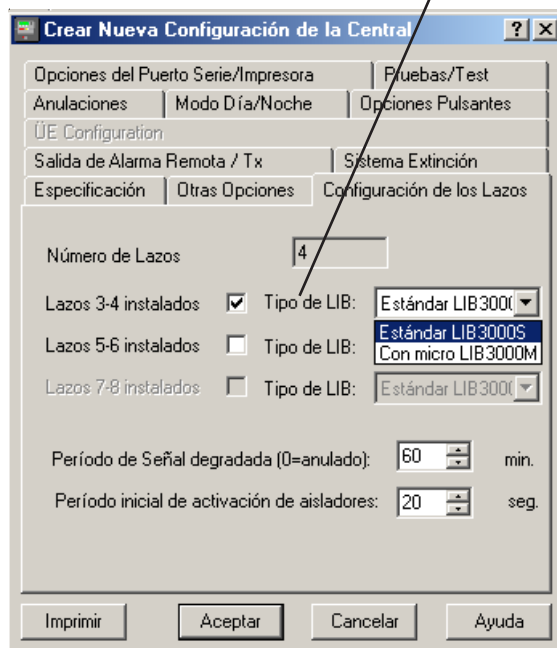 Crear Nueva Configuración de la Central
Opciones del Puerto Serie/Impresora Pruebas/Test
Anulaciones Modo Día/Noche Opciones Pulsantes
ÜE Configuration
Salida de Alarma Remota / Tx Sistema Extinción
Especificación Otras Opciones Configuración de los Lazos
Número de Lazos 4
Lazos 3-4 instalados Tipo de LIB: Estándar LIB300(
Estándar LIB3000S
Lazos 5-6 instalados Tipo de LIB: Con micro LIB3000M
Lazos 7-8 instalados Tipo de LIB: Estándar LIB300(
Período de Señal degradada (0=anulado): 60 min.
Período inicial de activación de aisladores: 20 seg.
Imprimir Aceptar Cancelar Ayuda